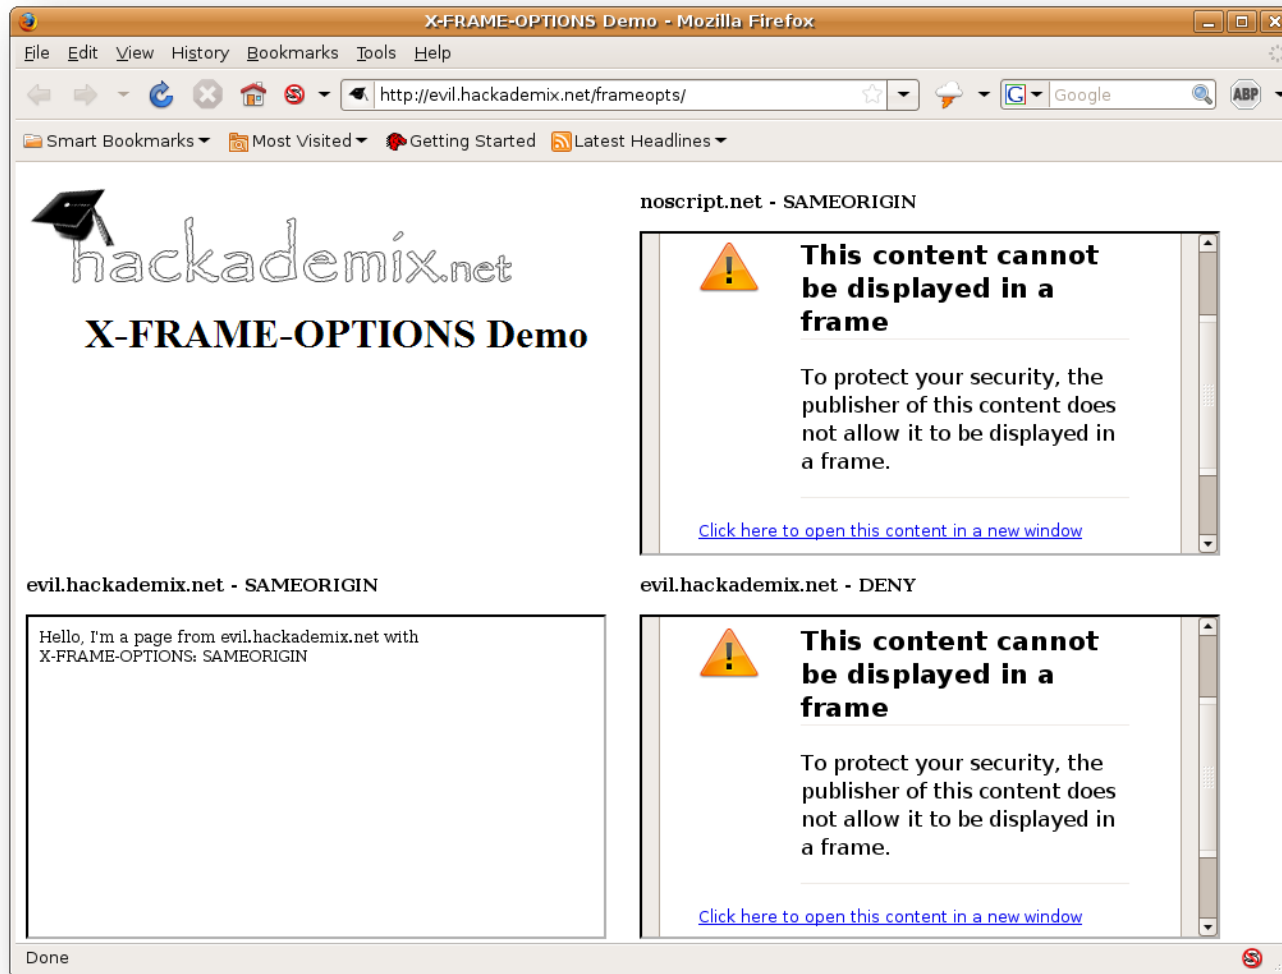 X-FRAME-OPTIONS Demo - Mozilla Firefox
File Edit View History Bookmarks Tools Help
http://evil.hackademix.net/frameopts/
G Google
ABP
Smart Bookmarks Most Visited Getting Started Latest Headlines
hackademix.net
X-FRAME-OPTIONS Demo
noscript.net - SAMEORIGIN
This content cannot
be displayed in a
frame
To protect your security, the
publisher of this content does
not allow it to be displayed in
a frame.
Click here to open this content in a new window
evil.hackademix.net - SAMEORIGIN
Hello, I'm a page from evil.hackademix.net with
X-FRAME-OPTIONS: SAMEORIGIN
evil.hackademix.net - DENY
This content cannot
be displayed in a
frame
To protect your security, the
publisher of this content does
not allow it to be displayed in
a frame.
Click here to open this content in a new window
Done